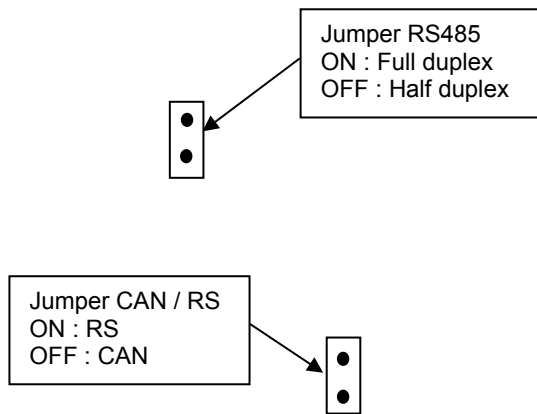 Jumper RS485
ON : Full duplex
OFF : Half duplex
Jumper CAN / RS
ON : RS
OFF : CAN